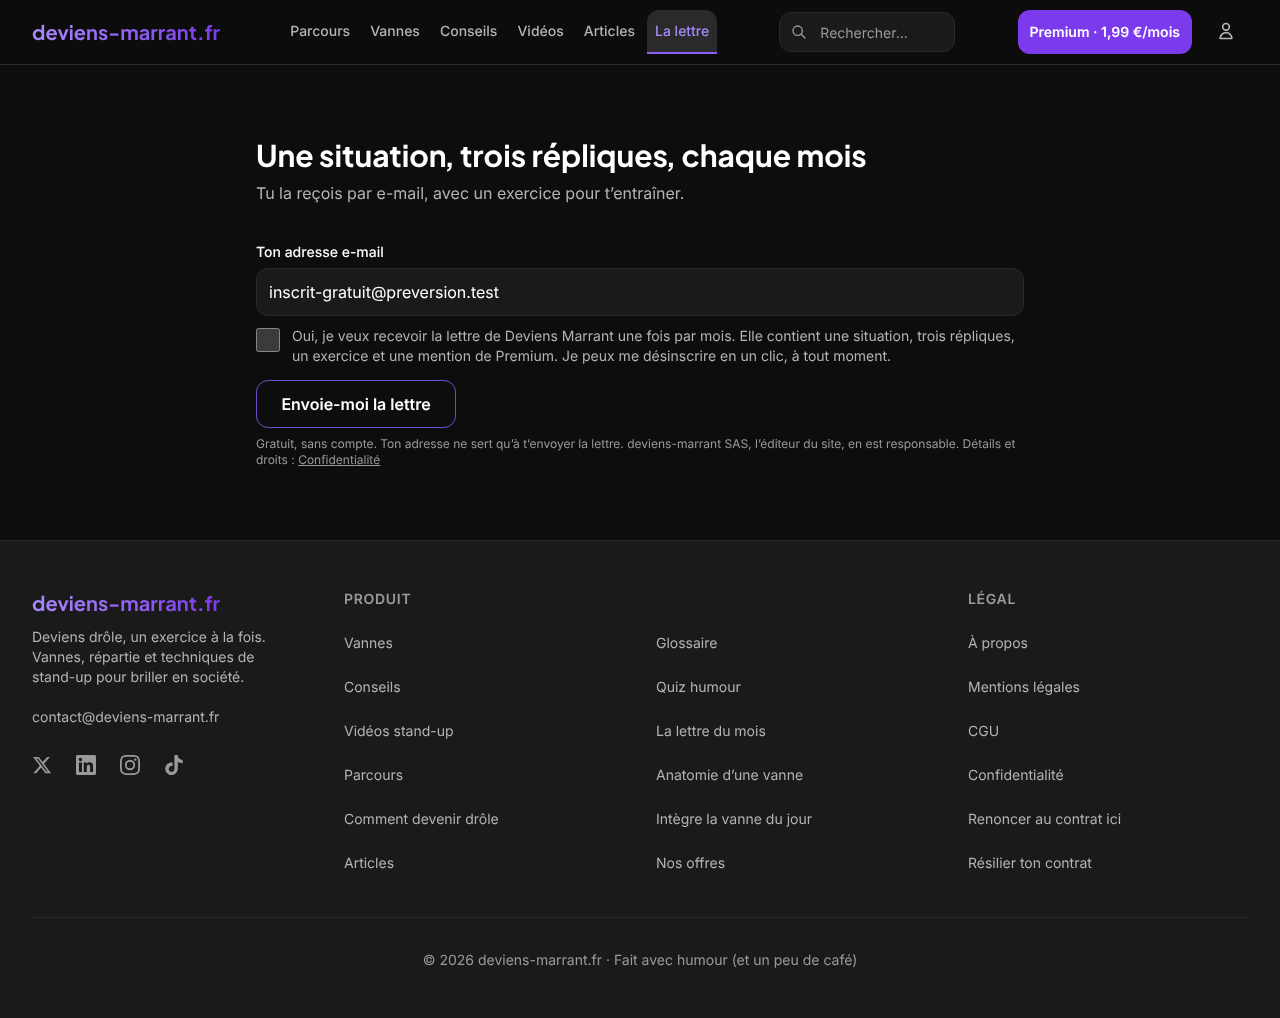 deviens-marrant.fr
Parcours
Vannes
Conseils
Vidéos
Articles
La lettre
Rechercher...
Premium · 1,99 €/mois
Une situation, trois répliques, chaque mois
Tu la reçois par e-mail, avec un exercice pour t’entraîner.
Ton adresse e-mail
inscrit-gratuit@preversion.test
Oui, je veux recevoir la lettre de Deviens Marrant une fois par mois. Elle contient une situation, trois répliques,
un exercice et une mention de Premium. Je peux me désinscrire en un clic, à tout moment.
Envoie-moi la lettre
Gratuit, sans compte. Ton adresse ne sert qu’à t’envoyer la lettre. deviens-marrant SAS, l’éditeur du site, en est responsable. Détails et
droits : Confidentialité
deviens-marrant.fr
Deviens drôle, un exercice à la fois.
Vannes, répartie et techniques de
stand-up pour briller en société.
contact@deviens-marrant.fr
PRODUIT
Vannes
Conseils
Vidéos stand-up
Parcours
Comment devenir drôle
Articles
Glossaire
Quiz humour
La lettre du mois
Anatomie d’une vanne
Intègre la vanne du jour
Nos offres
LÉGAL
À propos
Mentions légales
CGU
Confidentialité
Renoncer au contrat ici
Résilier ton contrat
© 2026 deviens-marrant.fr · Fait avec humour (et un peu de café)